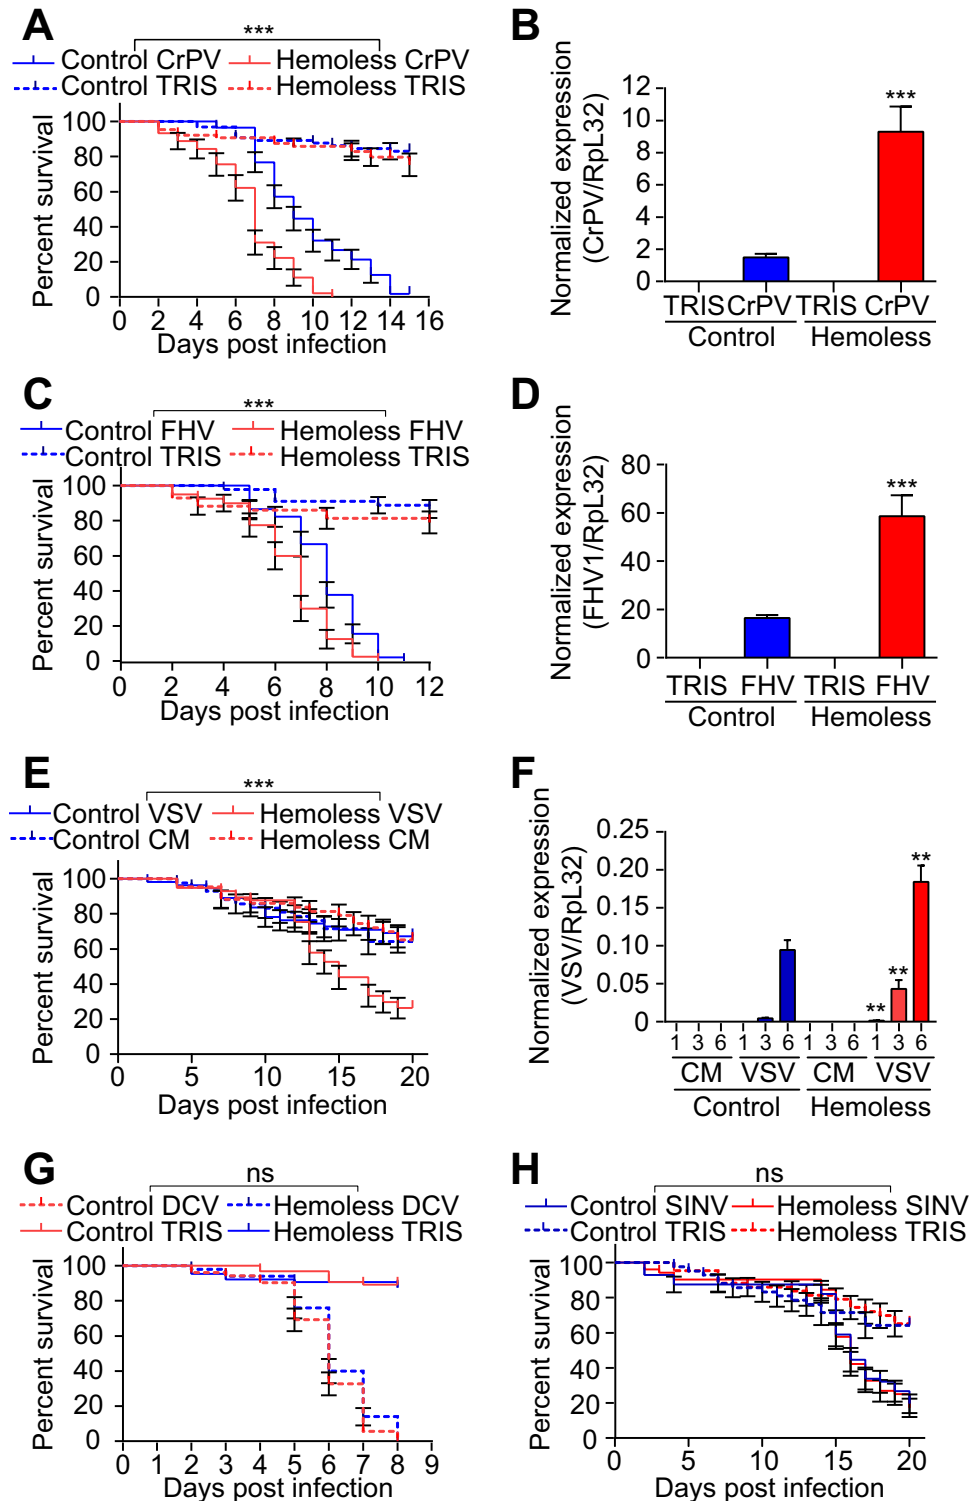 A
***
Control CrPV Hemoless CrPV
Control TRIS Hemoless TRIS
Percent survival
100
80
60
40
20
0
0 2 4 6 8 10 12 14 16
Days post infection
B
Normalized expression
(CrPV/RpL32)
12
10
8
6
4
2
0
***
TRIS CrPV TRIS CrPV
Control Hemoless
C
***
Control FHV Hemoless FHV
Control TRIS Hemoless TRIS
Percent survival
100
80
60
40
20
0
0 2 4 6 8 10 12
Days post infection
D
Normalized expression
(FHV1/RpL32)
80
60
40
20
0
***
TRIS FHV TRIS FHV
Control Hemoless
E
***
Control VSV Hemoless VSV
Control CM Hemoless CM
Percent survival
100
80
60
40
20
0
0 5 10 15 20
Days post infection
F
Normalized expression
(VSV/RpL32)
0.25
0.20
0.15
0.10
0.05
0
** ** **
1 3 6 1 3 6 1 3 6 1 3 6
CM VSV CM VSV
Control Hemoless
G
ns
Control DCV Hemoless DCV
Control TRIS Hemoless TRIS
Percent survival
100
80
60
40
20
0
0 1 2 3 4 5 6 7 8 9
Days post infection
H
ns
Control SINV Hemoless SINV
Control TRIS Hemoless TRIS
Percent survival
100
80
60
40
20
0
0 5 10 15 20
Days post infection